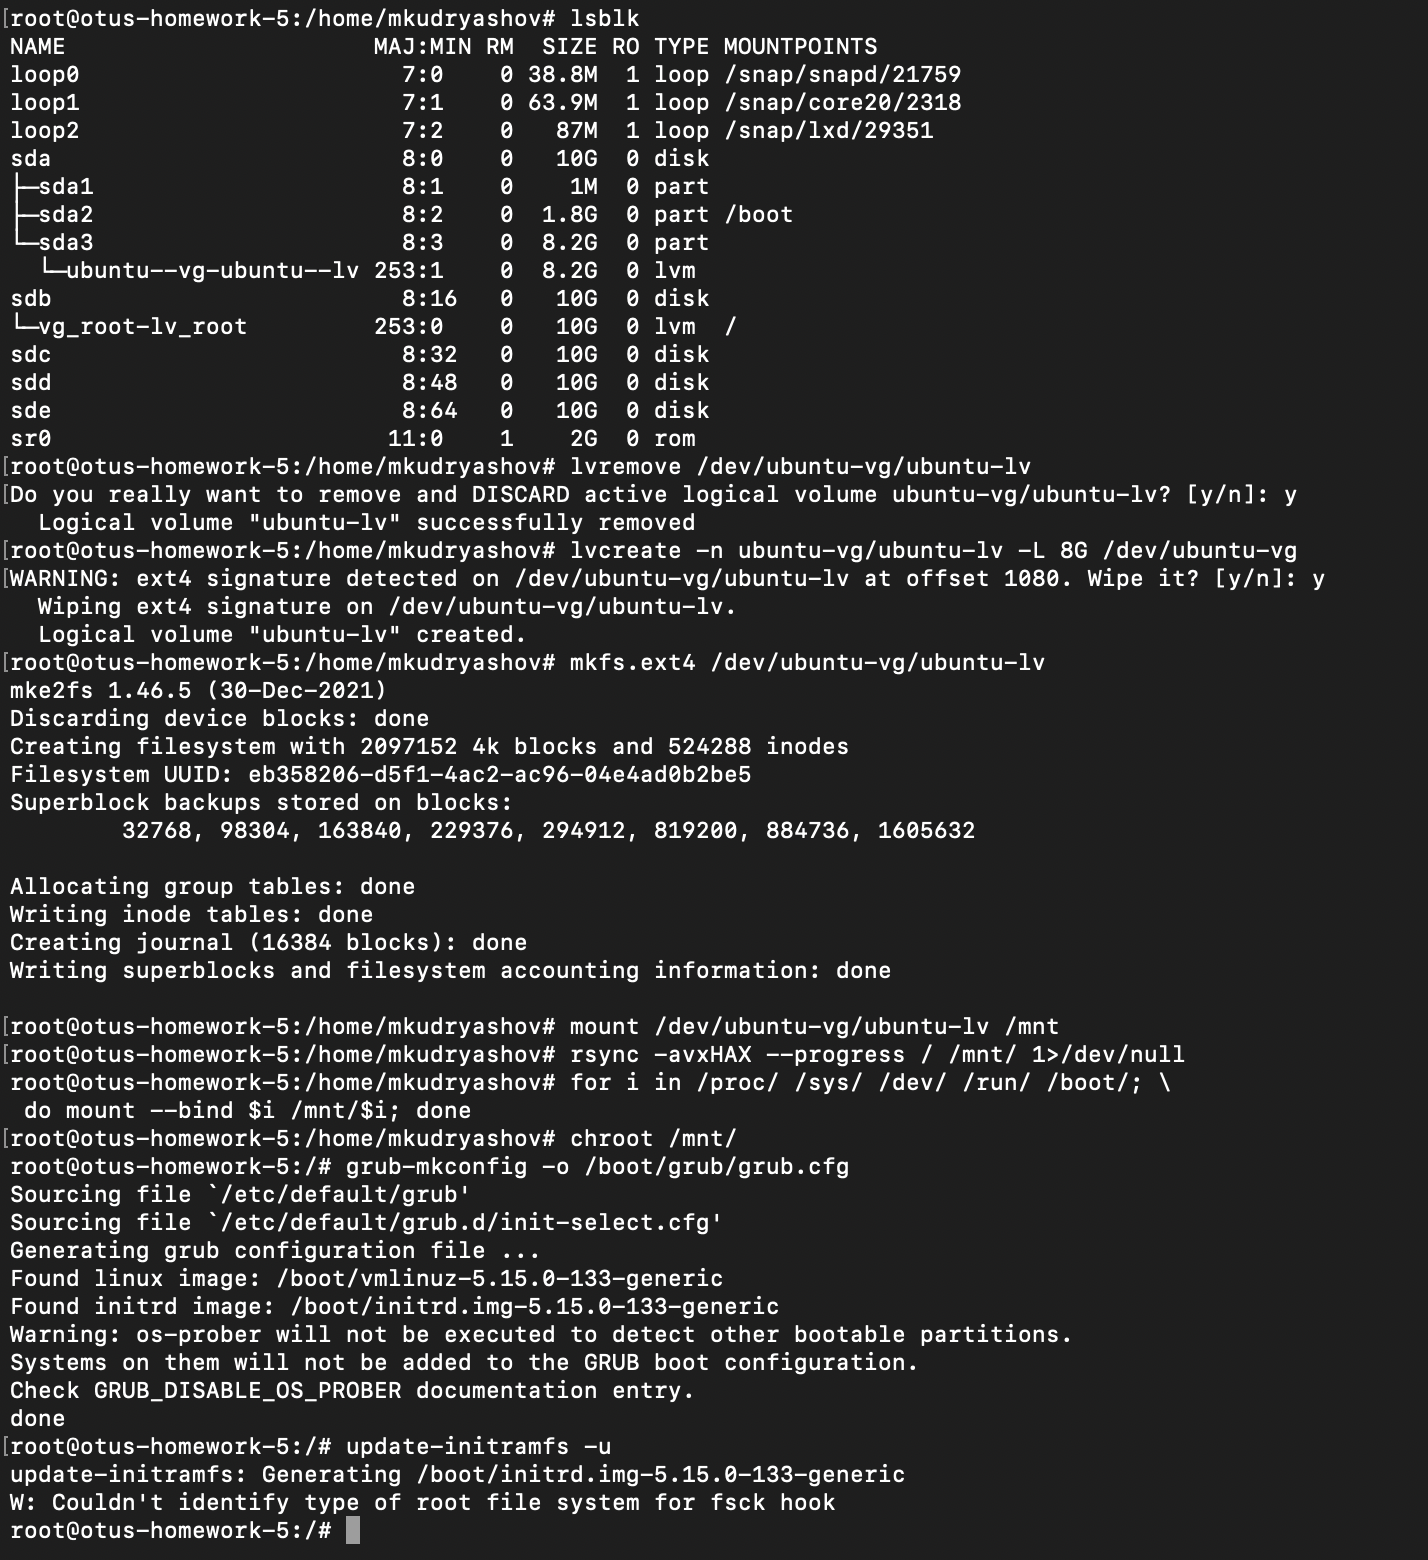 [root@otus-homework-5:/home/mkudryashov# lsblk
NAME                      MAJ:MIN RM  SIZE RO TYPE MOUNTPOINTS
loop0                       7:0    0 38.8M  1 loop /snap/snapd/21759
loop1                       7:1    0 63.9M  1 loop /snap/core20/2318
loop2                       7:2    0   87M  1 loop /snap/lxd/29351
sda                         8:0    0   10G  0 disk
├─sda1                      8:1    0    1M  0 part
├─sda2                      8:2    0  1.8G  0 part /boot
└─sda3                      8:3    0  8.2G  0 part
  └─ubuntu--vg-ubuntu--lv 253:1    0  8.2G  0 lvm
sdb                         8:16   0   10G  0 disk
└─vg_root-lv_root         253:0    0   10G  0 lvm  /
sdc                         8:32   0   10G  0 disk
sdd                         8:48   0   10G  0 disk
sde                         8:64   0   10G  0 disk
sr0                        11:0    1    2G  0 rom
[root@otus-homework-5:/home/mkudryashov# lvremove /dev/ubuntu-vg/ubuntu-lv
[Do you really want to remove and DISCARD active logical volume ubuntu-vg/ubuntu-lv? [y/n]: y
  Logical volume "ubuntu-lv" successfully removed
[root@otus-homework-5:/home/mkudryashov# lvcreate -n ubuntu-vg/ubuntu-lv -L 8G /dev/ubuntu-vg
[WARNING: ext4 signature detected on /dev/ubuntu-vg/ubuntu-lv at offset 1080. Wipe it? [y/n]: y
  Wiping ext4 signature on /dev/ubuntu-vg/ubuntu-lv.
  Logical volume "ubuntu-lv" created.
[root@otus-homework-5:/home/mkudryashov# mkfs.ext4 /dev/ubuntu-vg/ubuntu-lv
mke2fs 1.46.5 (30-Dec-2021)
Discarding device blocks: done
Creating filesystem with 2097152 4k blocks and 524288 inodes
Filesystem UUID: eb358206-d5f1-4ac2-ac96-04e4ad0b2be5
Superblock backups stored on blocks:
        32768, 98304, 163840, 229376, 294912, 819200, 884736, 1605632

Allocating group tables: done
Writing inode tables: done
Creating journal (16384 blocks): done
Writing superblocks and filesystem accounting information: done

[root@otus-homework-5:/home/mkudryashov# mount /dev/ubuntu-vg/ubuntu-lv /mnt
[root@otus-homework-5:/home/mkudryashov# rsync -avxHAX --progress / /mnt/ 1>/dev/null
root@otus-homework-5:/home/mkudryashov# for i in /proc/ /sys/ /dev/ /run/ /boot/; \
 do mount --bind $i /mnt/$i; done
[root@otus-homework-5:/home/mkudryashov# chroot /mnt/
root@otus-homework-5:/# grub-mkconfig -o /boot/grub/grub.cfg
Sourcing file `/etc/default/grub'
Sourcing file `/etc/default/grub.d/init-select.cfg'
Generating grub configuration file ...
Found linux image: /boot/vmlinuz-5.15.0-133-generic
Found initrd image: /boot/initrd.img-5.15.0-133-generic
Warning: os-prober will not be executed to detect other bootable partitions.
Systems on them will not be added to the GRUB boot configuration.
Check GRUB_DISABLE_OS_PROBER documentation entry.
done
[root@otus-homework-5:/# update-initramfs -u
update-initramfs: Generating /boot/initrd.img-5.15.0-133-generic
W: Couldn't identify type of root file system for fsck hook
root@otus-homework-5:/#